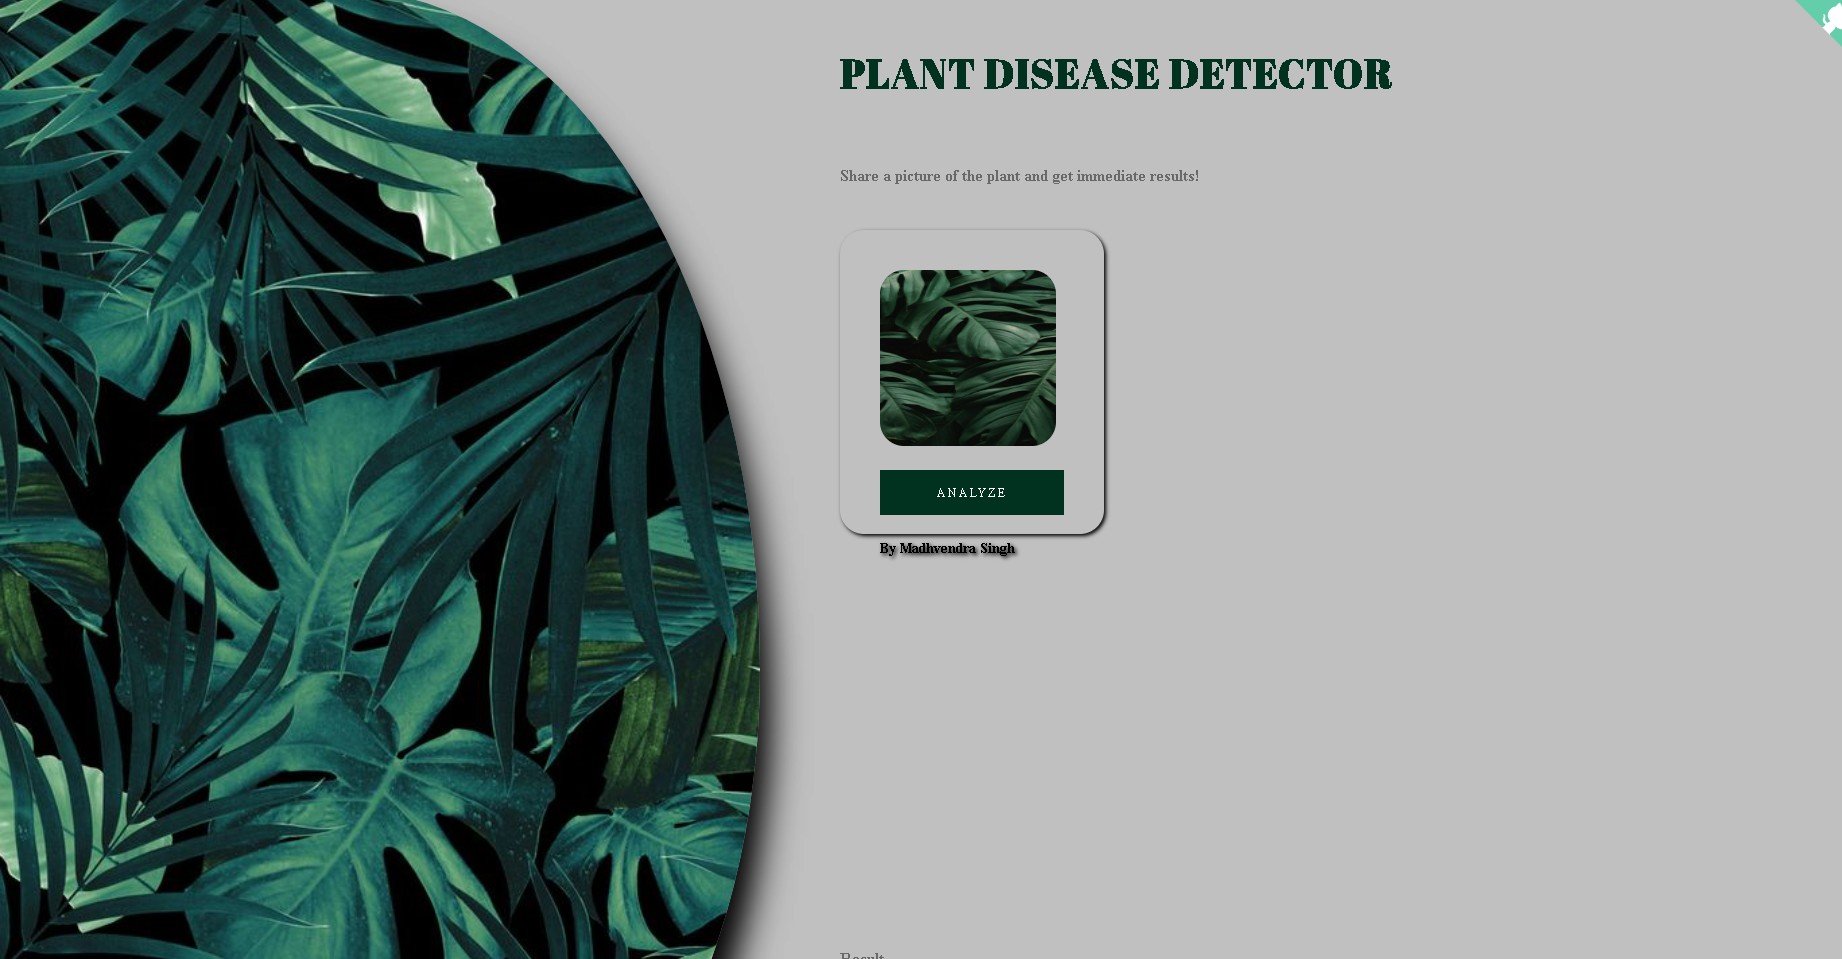 PLANT DISEASE DETECTOR
Share a picture of the plant and get immediate results!
ANALYZE
By Madhvendra Singh
Result